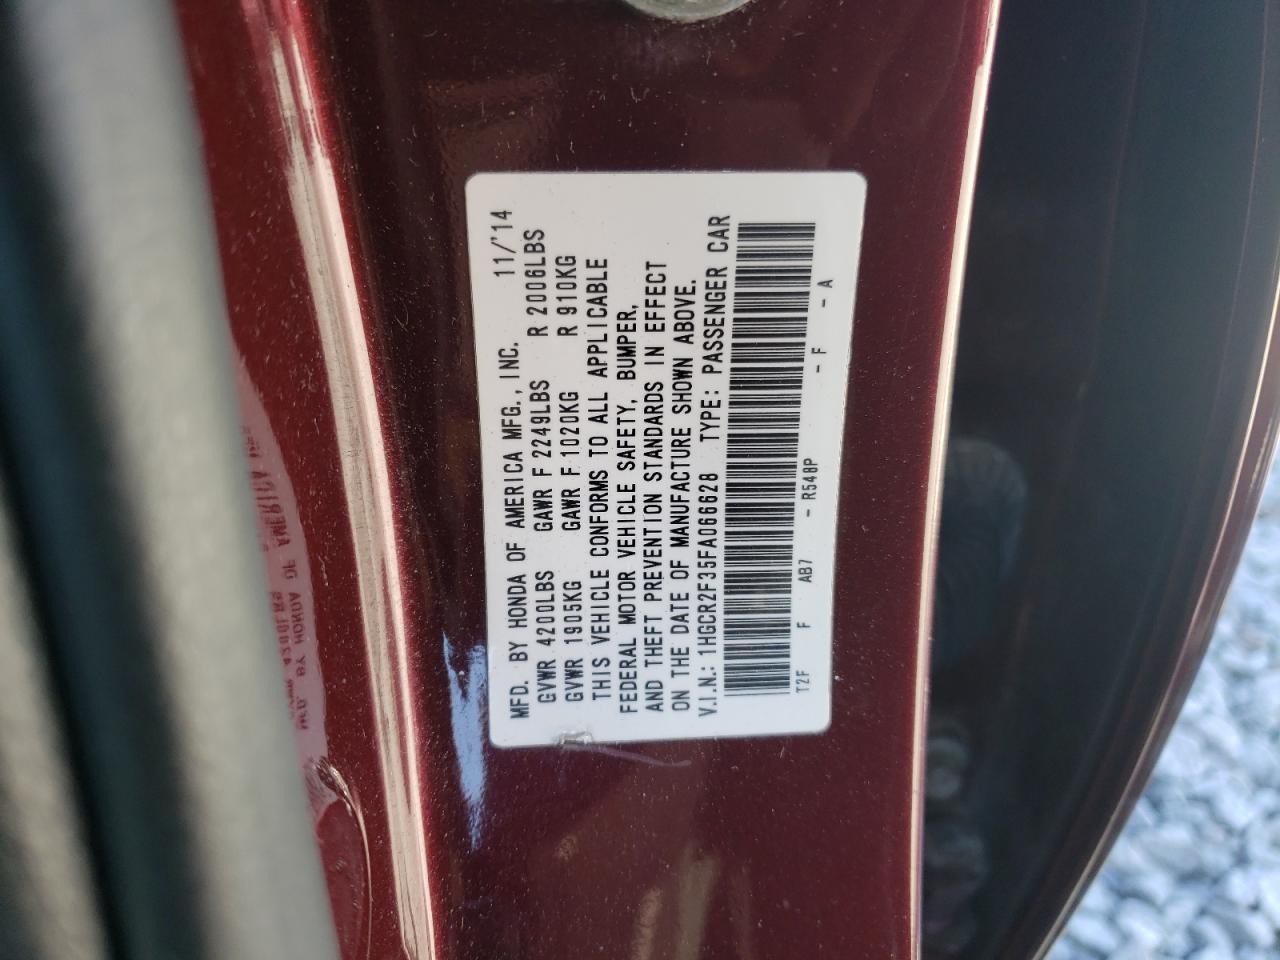 MFD. BY HONDA OF AMERICA MFG., INC. 11/'14
GVWR 4200LBS GAWR F 2249LBS R 2006LBS
GVWR 1905KG GAWR F 1020KG R 910KG
THIS VEHICLE CONFORMS TO ALL APPLICABLE
FEDERAL MOTOR VEHICLE SAFETY, BUMPER,
AND THEFT PREVENTION STANDARDS IN EFFECT
ON THE DATE OF MANUFACTURE SHOWN ABOVE.
V.I.N.: 1HGCR2F35FA066628 TYPE: PASSENGER CAR
T2F F AB7 - R548P - F - A